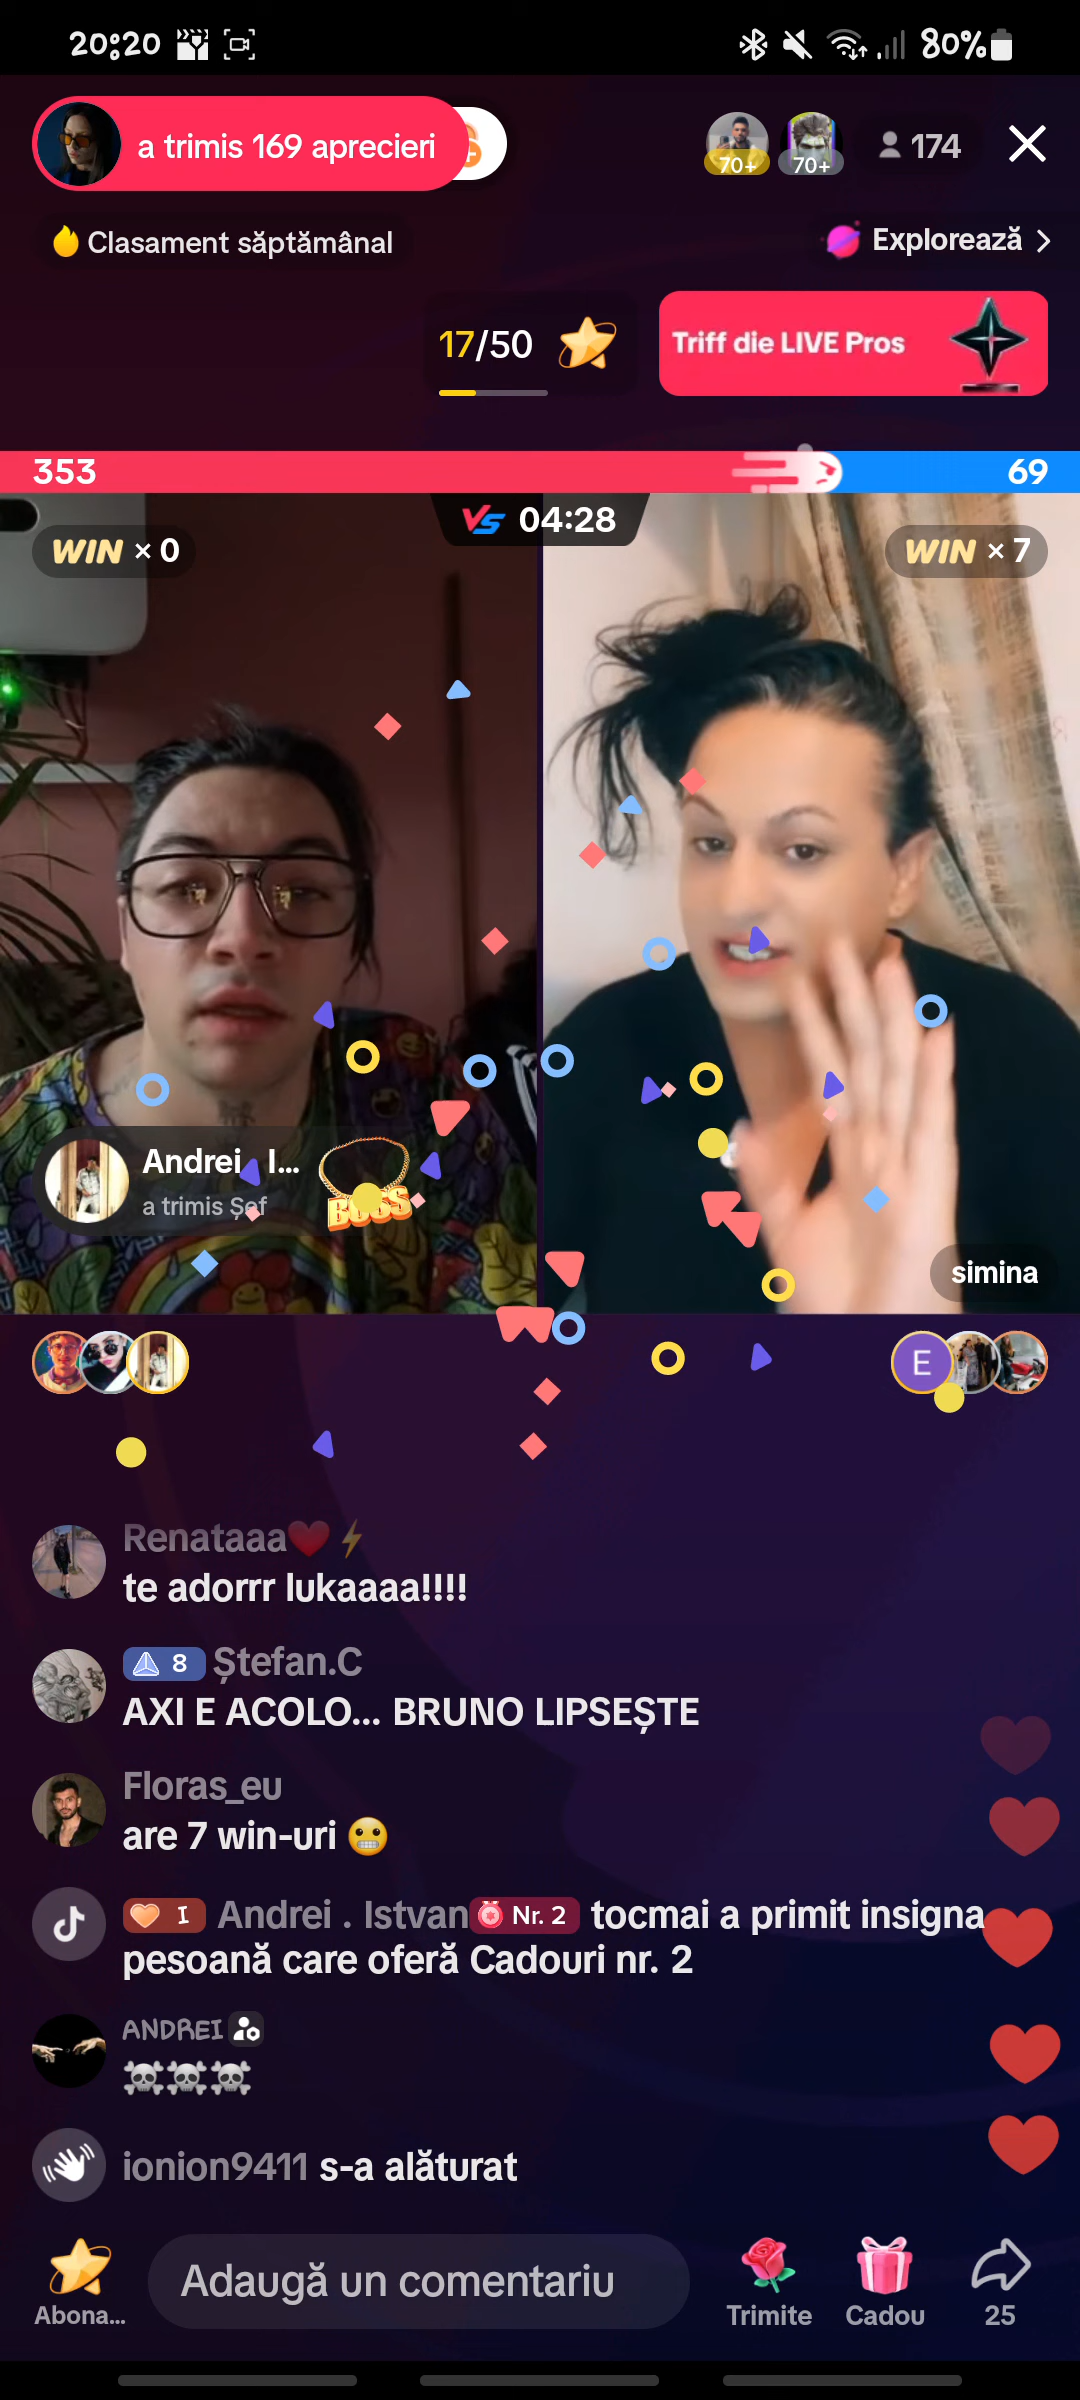 20:20
80%
a trimis 169 aprecieri
70+
70+
174
Clasament săptămânal
Explorează
17/50
Triff die LIVE Pros
353
69
VS 04:28
WIN × 0
WIN × 7
Andrei I...
a trimis Șef
BOSS
simina
E
Renataaa❤️⚡
te adorrr lukaaaa!!!!
8 Ștefan.C
AXI E ACOLO... BRUNO LIPSEȘTE
Floras_eu
are 7 win-uri 😬
I Andrei . Istvan Nr. 2 tocmai a primit insigna
pesoană care oferă Cadouri nr. 2
ANDREI
☠️☠️☠️
ionion9411 s-a alăturat
Abona...
Adaugă un comentariu
Trimite
Cadou
25